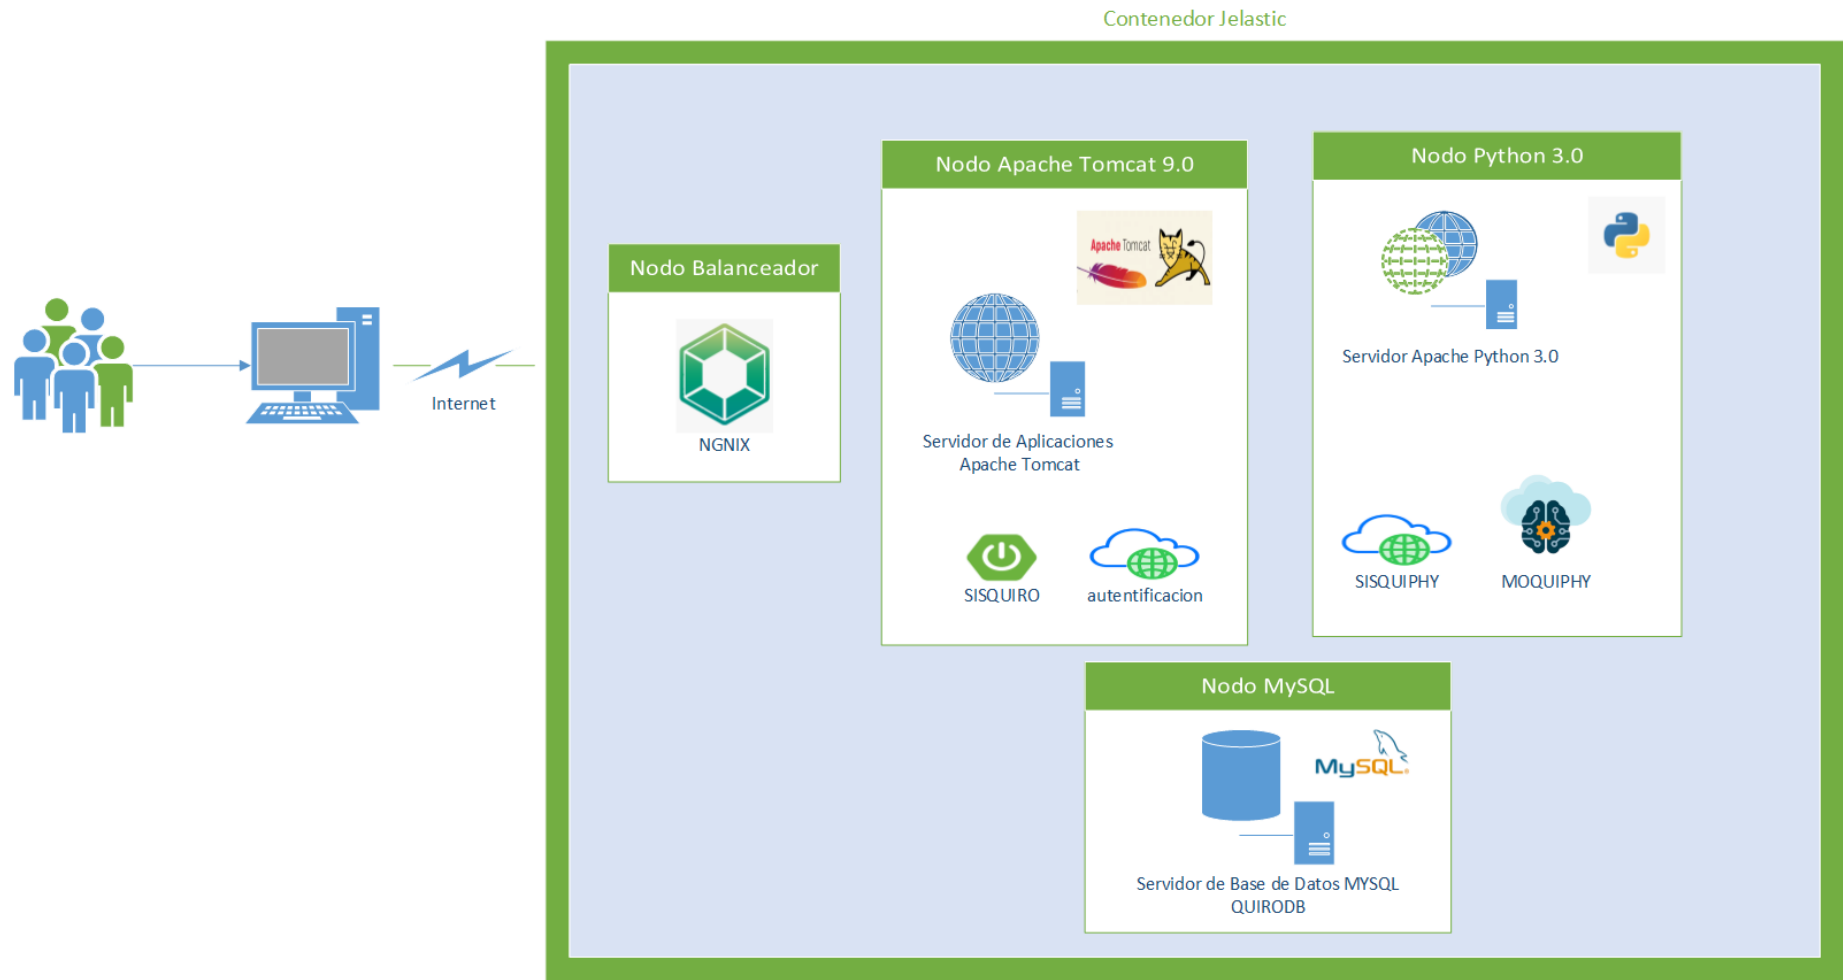 Contenedor Jelastic
Nodo Balanceador
NGNIX
Internet
Nodo Apache Tomcat 9.0
Apache Tomcat
Servidor de Aplicaciones
Apache Tomcat
SISQUIRO
autentificacion
Nodo Python 3.0
Servidor Apache Python 3.0
SISQUIPHY
MOQUIPHY
Nodo MySQL
MySQL®
Servidor de Base de Datos MYSQL
QUIRODB